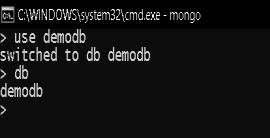 C:\WINDOWS\system32\cmd.exe - mongo
> use demodb
switched to db demodb
> db
demodb
>